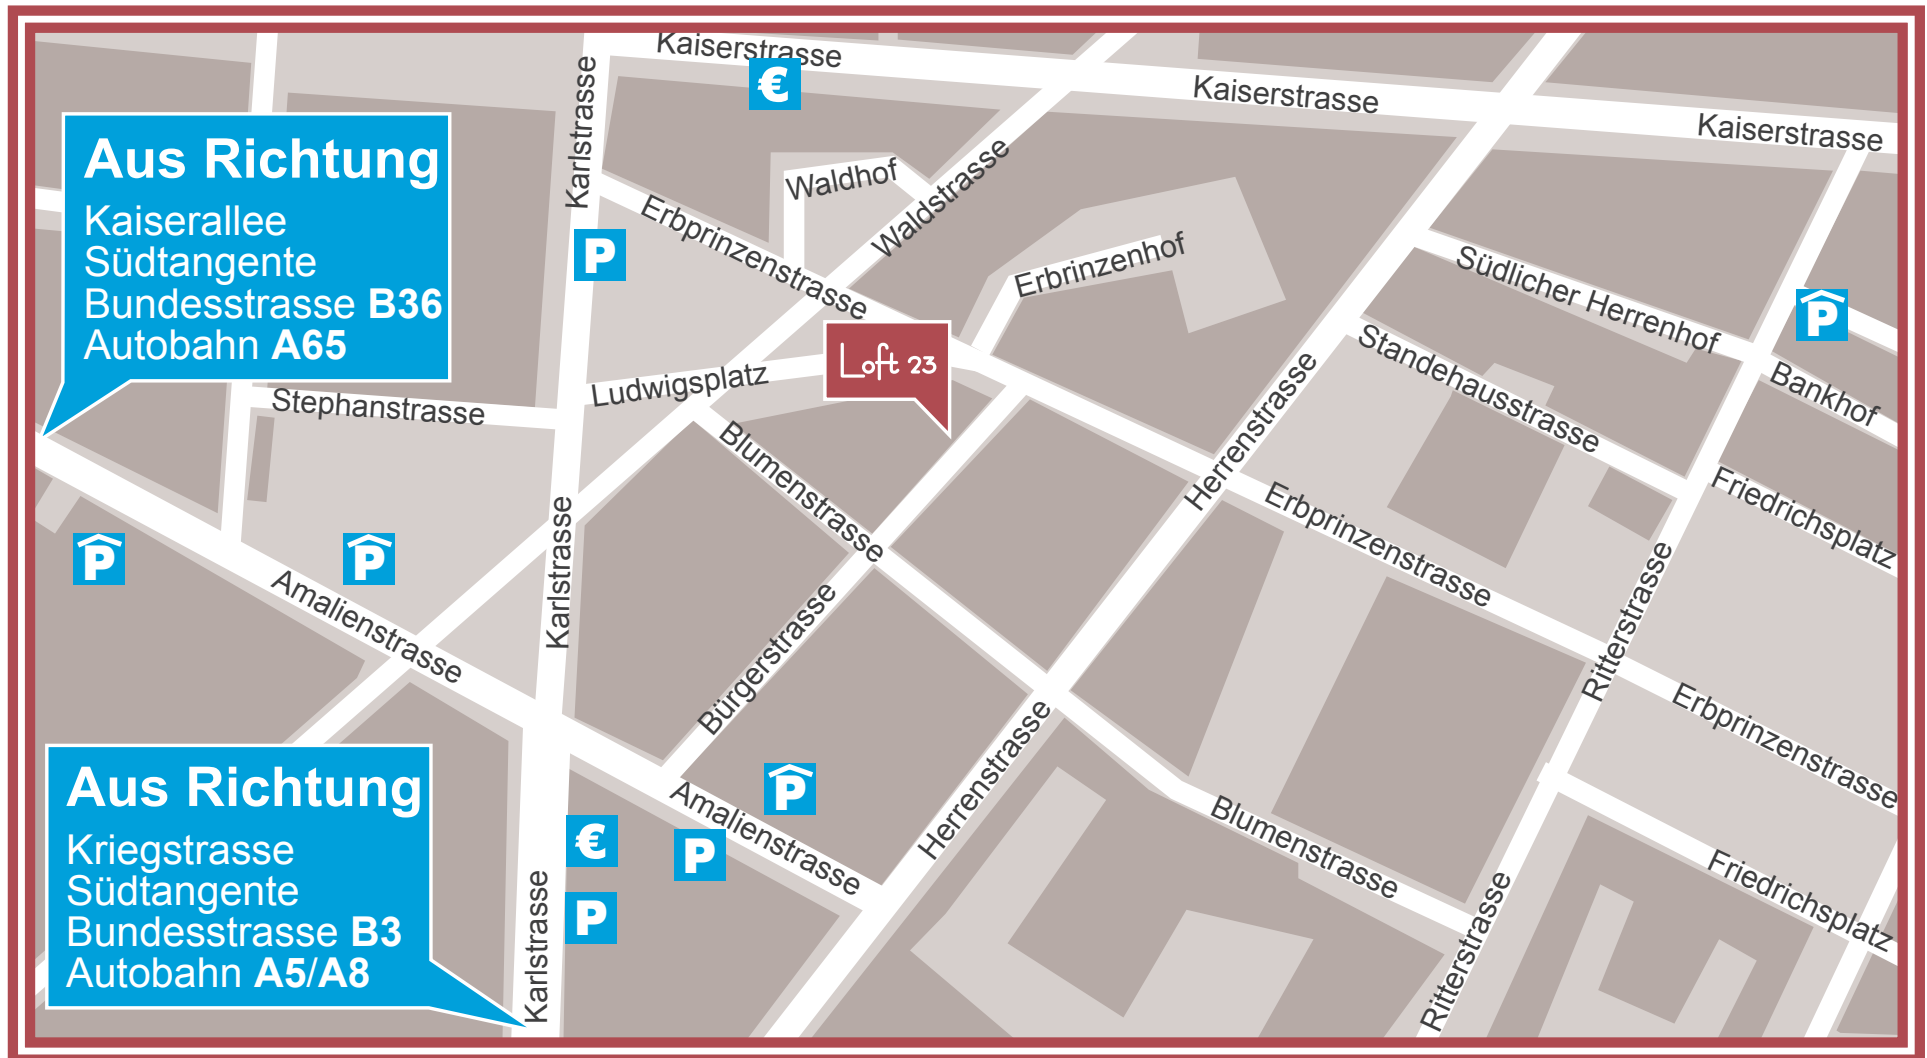 Kaiserstrasse
Kaiserstrasse
Kaiserstrasse
€
Karlstrasse
Aus Richtung
Kaiserallee
Südtangente
Bundesstrasse B36
Autobahn A65
Waldhof
Waldstrasse
Erbprinzenstrasse
P
Erbrinzenhof
Südlicher Herrenhof
P
Loft 23
Ludwigsplatz
Stephanstrasse
Standehausstrasse
Bankhof
Herrenstrasse
Blumenstrasse
Friedrichsplatz
Erbprinzenstrasse
Karlstrasse
P
P
Amalienstrasse
Bürgerstrasse
Ritterstrasse
Erbprinzenstrasse
Herrenstrasse
Aus Richtung
Kriegstrasse
Südtangente
Bundesstrasse B3
Autobahn A5/A8
P
Amalienstrasse
€
P
P
Blumenstrasse
Friedrichsplatz
Karlstrasse
Ritterstrasse